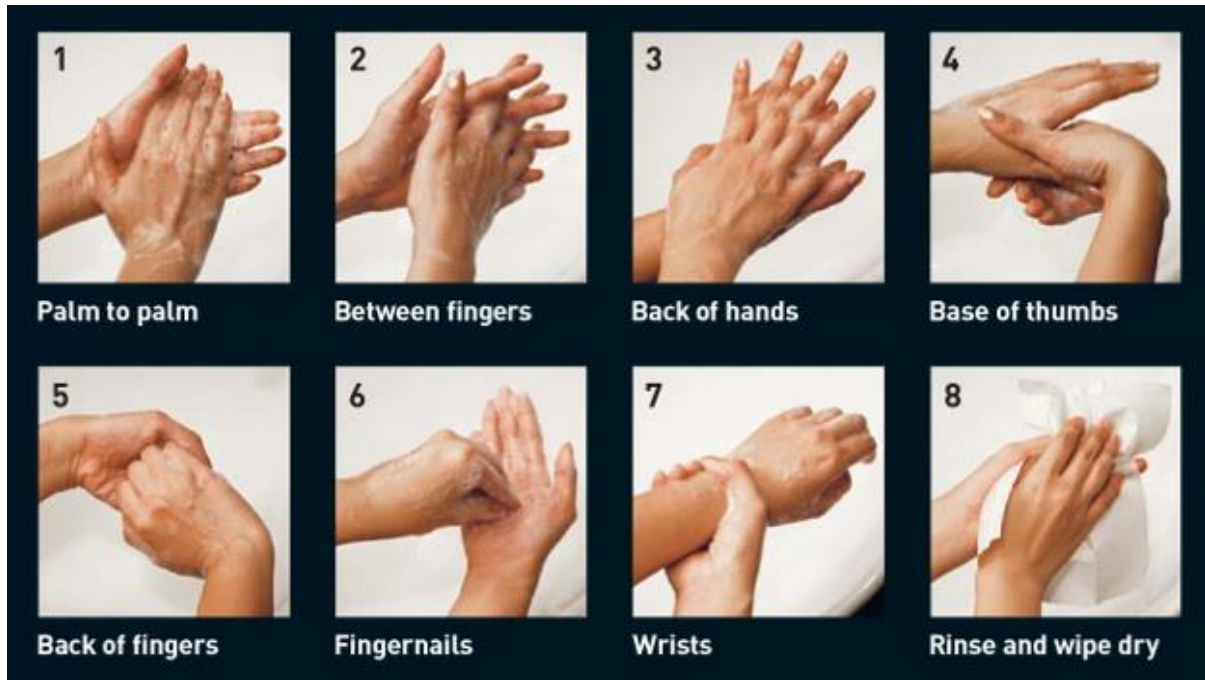 1
2
3
4
Palm to palm
Between fingers
Back of hands
Base of thumbs
5
6
7
8
Back of fingers
Fingernails
Wrists
Rinse and wipe dry